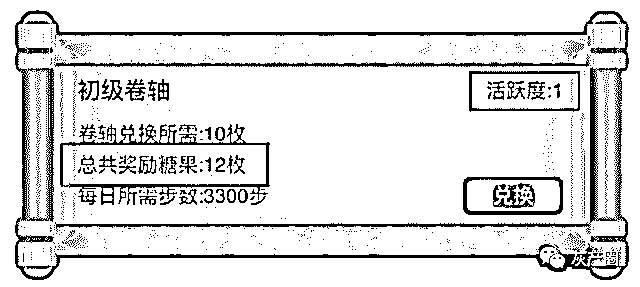 初级卷轴
活跃度:1
卷轴兑换所需:10枚
总共奖励糖果:12枚
每日所需步数:3300步
兑换
灰产圈